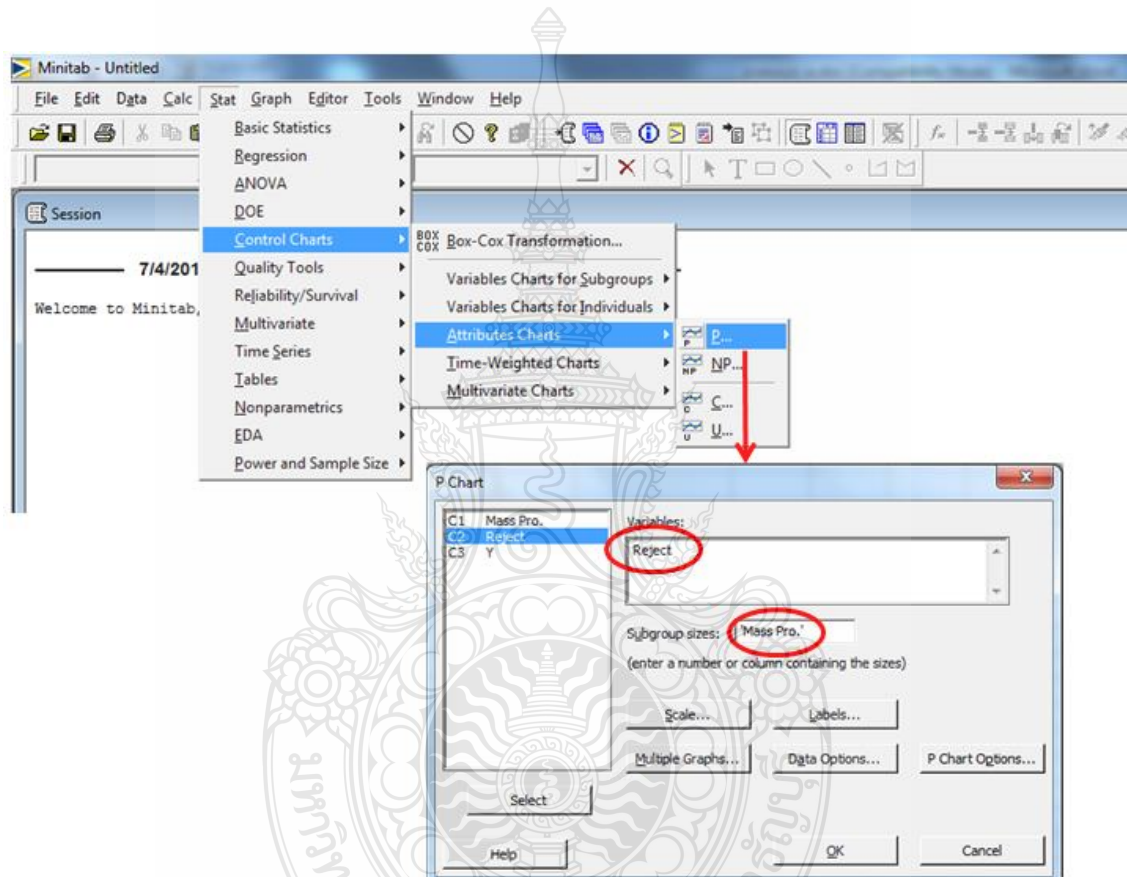 Minitab - Untitled
File Edit Data Calc Stat Graph Editor Tools Window Help
Session
7/4/201
Welcome to Minitab,
Basic Statistics
Regression
ANOVA
DOE
Control Charts
Quality Tools
Reliability/Survival
Multivariate
Time Series
Tables
Nonparametrics
EDA
Power and Sample Size
BOX COX Box-Cox Transformation...
Variables Charts for Subgroups
Variables Charts for Individuals
Attributes Charts
Time-Weighted Charts
Multivariate Charts
P P...
NP NP...
C C...
U U...
P Chart
C1 Mass Pro.
C2 Reject
C3 Y
Variables:
Reject
Subgroup sizes: 'Mass Pro.'
(enter a number or column containing the sizes)
Scale... Labels...
Multiple Graphs... Data Options... P Chart Options...
Select
Help OK Cancel